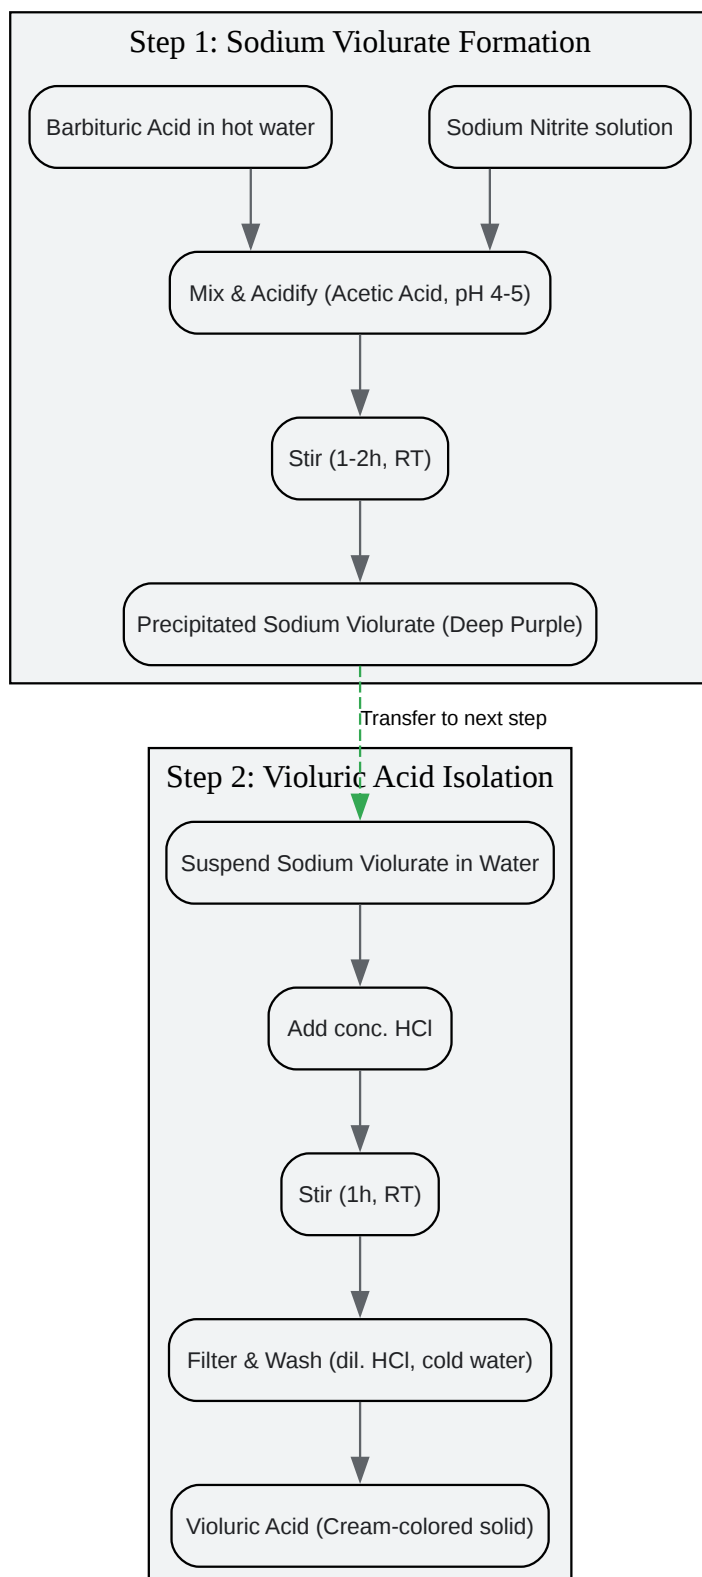 Step 1: Sodium Violurate Formation
Barbituric Acid in hot water
Sodium Nitrite solution
Mix & Acidify (Acetic Acid, pH 4-5)
Stir (1-2h, RT)
Precipitated Sodium Violurate (Deep Purple)
Transfer to next step
Step 2: Violuric Acid Isolation
Suspend Sodium Violurate in Water
Add conc. HCl
Stir (1h, RT)
Filter & Wash (dil. HCl, cold water)
Violuric Acid (Cream-colored solid)